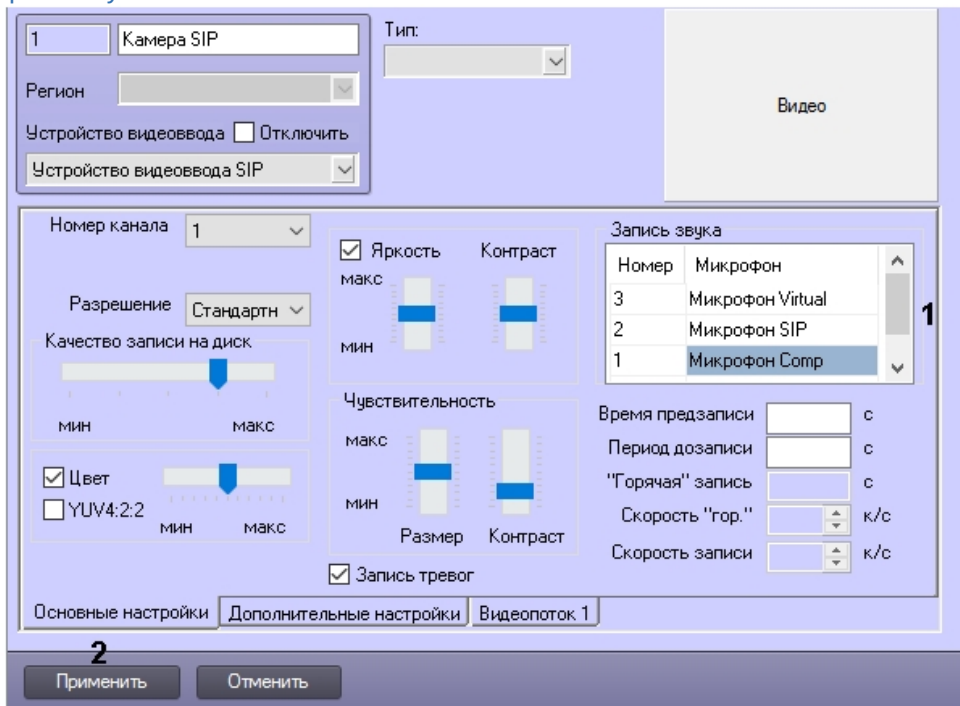 1 Камера SIP
Тип:
Регион
Видео
Устройство видеоввода Отключить
Устройство видеоввода SIP
Номер канала 1
Разрешение Стандартн
Качество записи на диск
мин макс
Цвет
YUV4:2:2
мин макс
Яркость Контраст
макс
мин
Чувствительность
макс
мин
Размер Контраст
Запись тревог
Запись звука
Номер Микрофон
3 Микрофон Virtual
2 Микрофон SIP
1 Микрофон Comp
1
Время предзаписи с
Период дозаписи с
"Горячая" запись с
Скорость "гор." к/с
Скорость записи к/с
Основные настройки Дополнительные настройки Видеопоток 1
2
Применить Отменить